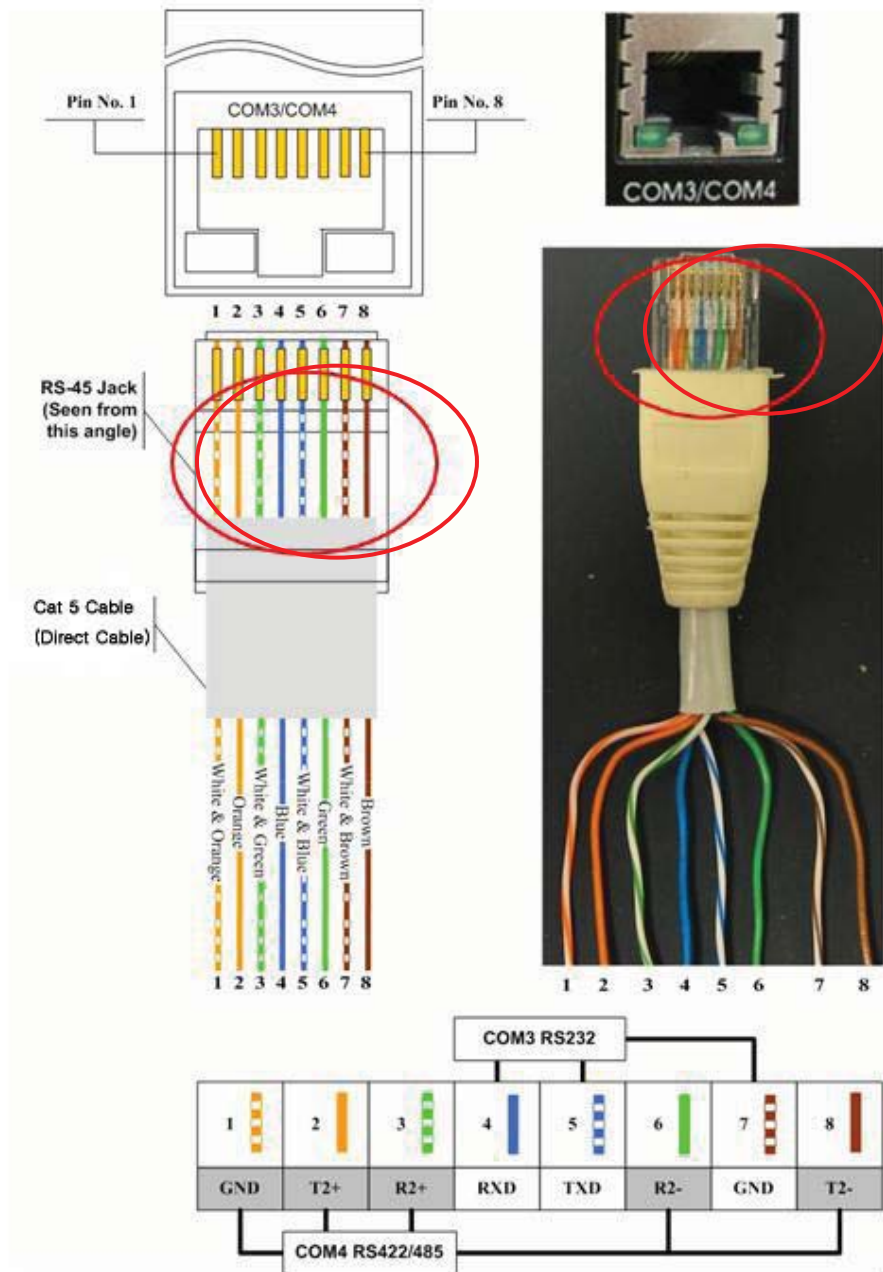 Pin No. 1
COM3/COM4
Pin No. 8
COM3/COM4
1 2 3 4 5 6 7 8
RS-45 Jack
(Seen from
this angle)
Cat 5 Cable
(Direct Cable)
White & Orange
Orange
White & Green
Blue
White & Blue
Green
White & Brown
Brown
1 2 3 4 5 6 7 8
1 2 3 4 5 6 7 8
COM3 RS232
1 2 3 4 5 6 7 8
GND T2+ R2+ RXD TXD R2- GND T2-
COM4 RS422/485